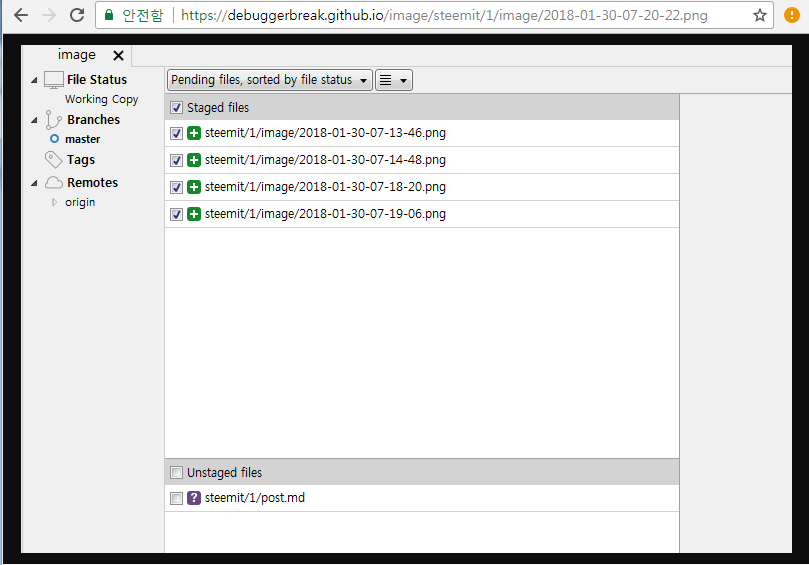 안전함 https://debuggerbreak.github.io/image/steemit/1/image/2018-01-30-07-20-22.png
image
File Status
Working Copy
Branches
master
Tags
Remotes
origin
Pending files, sorted by file status
Staged files
steemit/1/image/2018-01-30-07-13-46.png
steemit/1/image/2018-01-30-07-14-48.png
steemit/1/image/2018-01-30-07-18-20.png
steemit/1/image/2018-01-30-07-19-06.png
Unstaged files
steemit/1/post.md